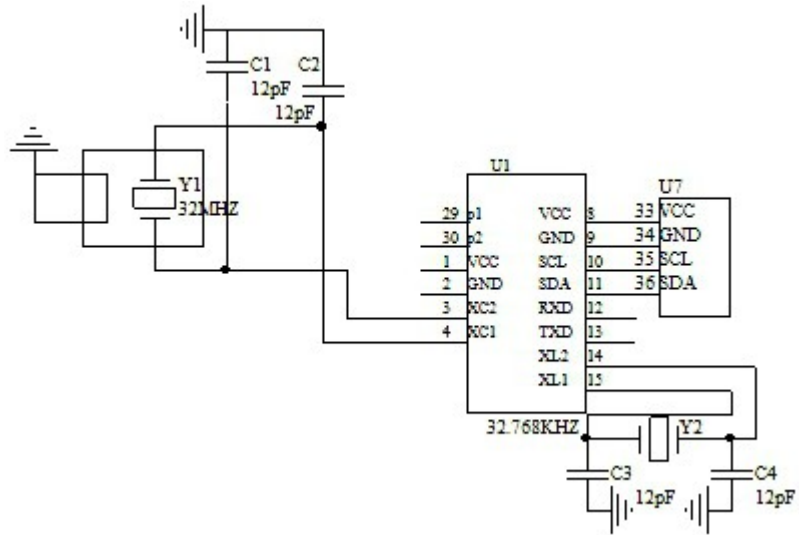 C1
12pF
C2
12pF
Y1
32MHZ
U1
29 p1
30 p2
1 VCC
2 GND
3 XC2
4 XC1
VCC 8
GND 9
SCL 10
SDA 11
RXD 12
TXD 13
XL2 14
XL1 15
U7
33 VCC
34 GND
35 SCL
36 SDA
32.768KHZ
Y2
C3
12pF
C4
12pF